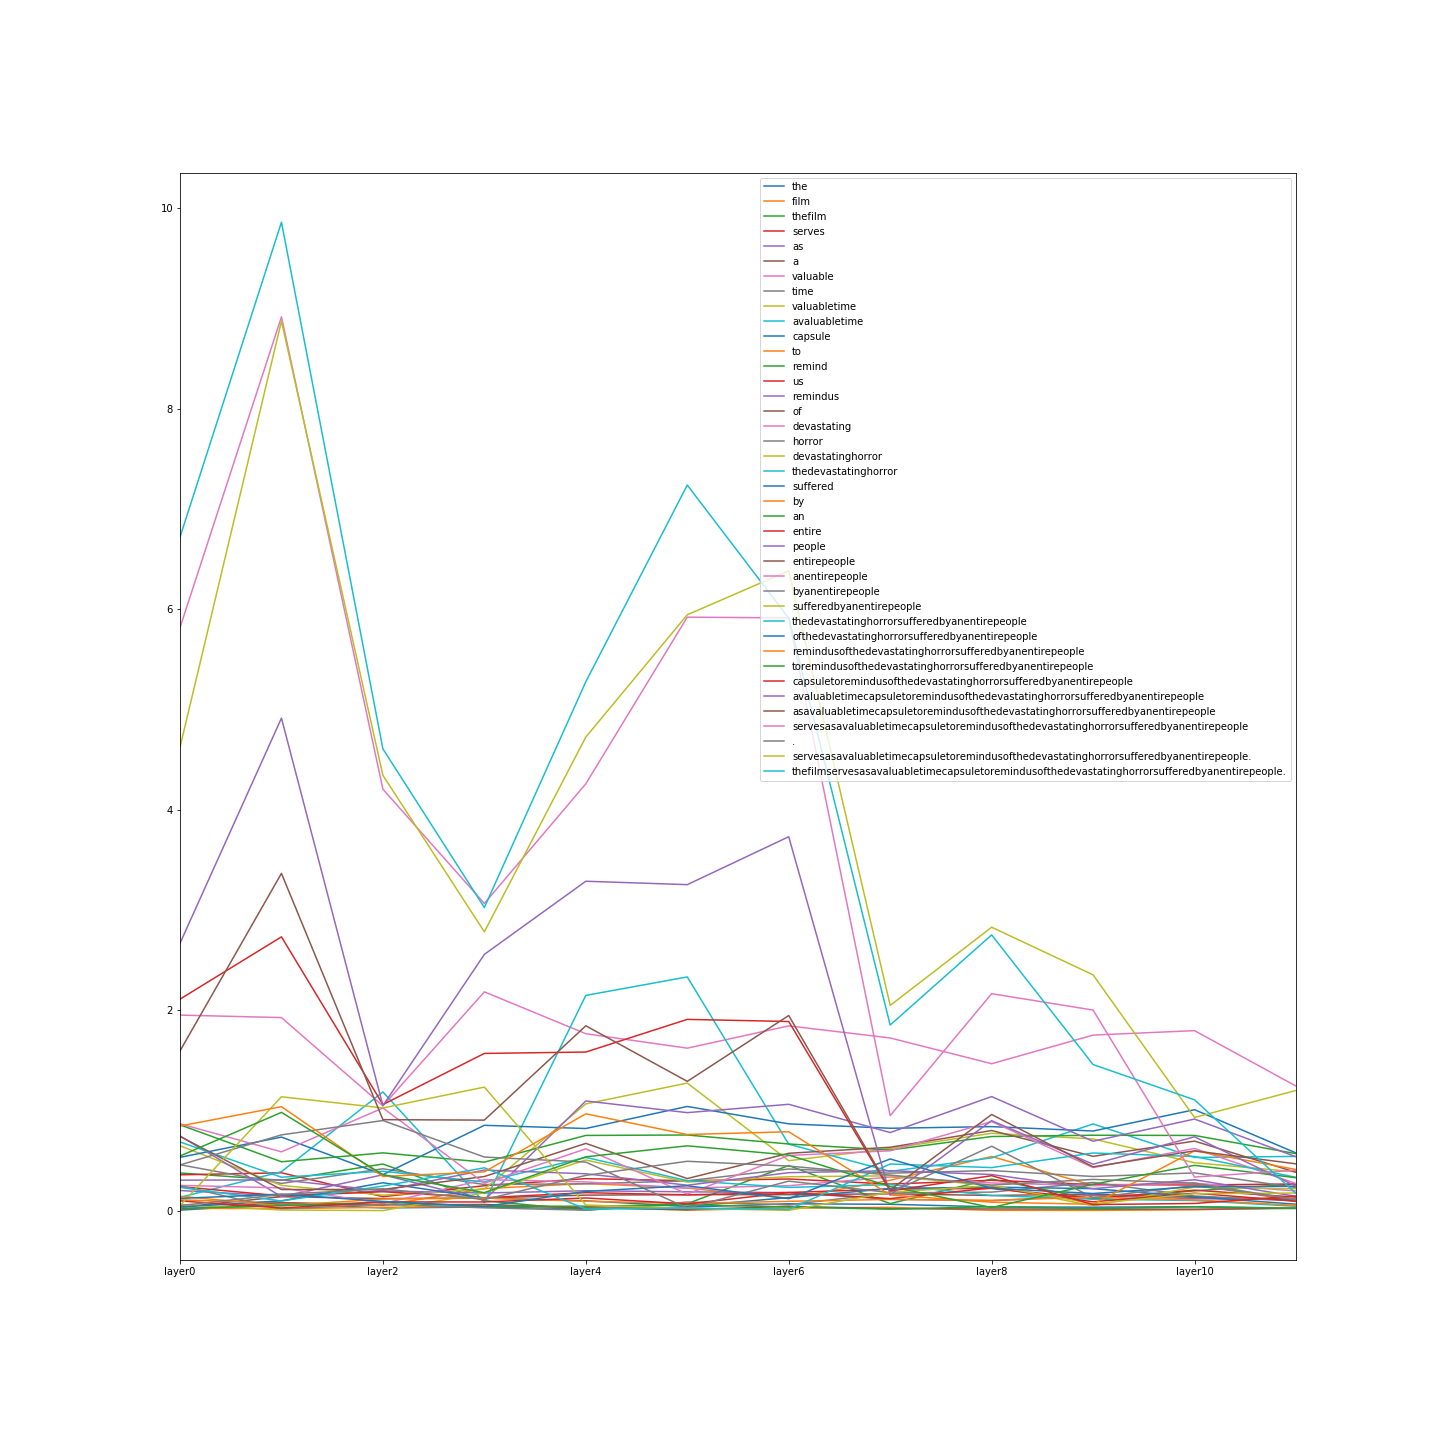 10
8
6
4
2
0
layer0
layer2
layer4
layer6
layer8
layer10
the
film
thefilm
serves
as
a
valuable
time
valuabletime
avaluabletime
capsule
to
remind
us
remindus
of
devastating
horror
devastatinghorror
thedevastatinghorror
suffered
by
an
entire
people
entirepeople
anentirepeople
byanentirepeople
sufferedbyanentirepeople
thedevastatinghorrorsufferedbyanentirepeople
ofthedevastatinghorrorsufferedbyanentirepeople
remindusofthedevastatinghorrorsufferedbyanentirepeople
toremindusofthedevastatinghorrorsufferedbyanentirepeople
capsuletoremindusofthedevastatinghorrorsufferedbyanentirepeople
avaluabletimecapsuletoremindusofthedevastatinghorrorsufferedbyanentirepeople
asavaluabletimecapsuletoremindusofthedevastatinghorrorsufferedbyanentirepeople
servesasavaluabletimecapsuletoremindusofthedevastatinghorrorsufferedbyanentirepeople
.
servesasavaluabletimecapsuletoremindusofthedevastatinghorrorsufferedbyanentirepeople.
thefilmservesasavaluabletimecapsuletoremindusofthedevastatinghorrorsufferedbyanentirepeople.